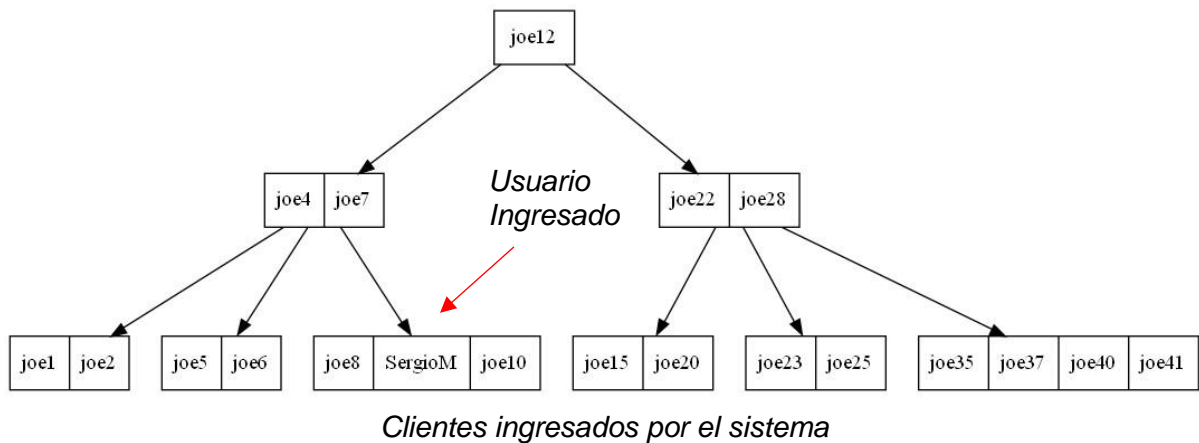 joe12
joe4 joe7
Usuario
Ingresado
joe22 joe28
joe1 joe2 joe5 joe6 joe8 SergioM joe10 joe15 joe20 joe23 joe25 joe35 joe37 joe40 joe41
Clientes ingresados por el sistema